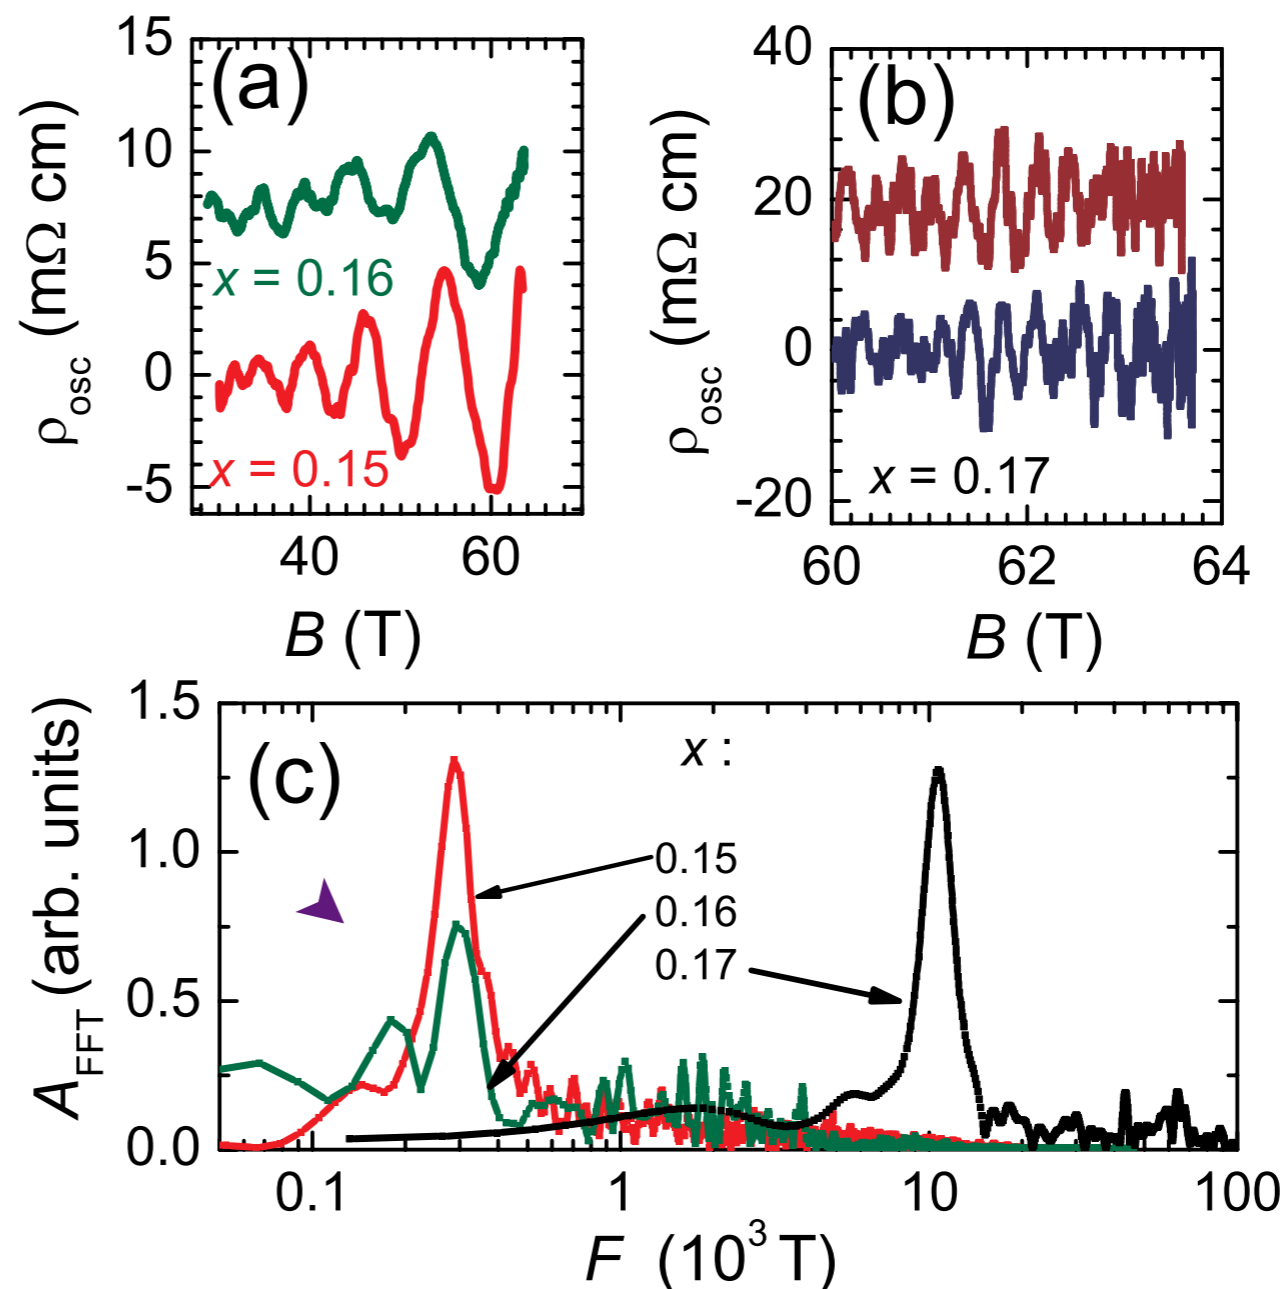 (a)
15
10
5
0
-5
ρosc (mΩ cm)
x = 0.16
x = 0.15
40 60
B (T)
(b)
40
20
0
-20
ρosc (mΩ cm)
x = 0.17
60 62 64
B (T)
(c)
1.5
1.0
0.5
0.0
AFFT (arb. units)
x :
0.15
0.16
0.17
0.1 1 10 100
F (10³ T)